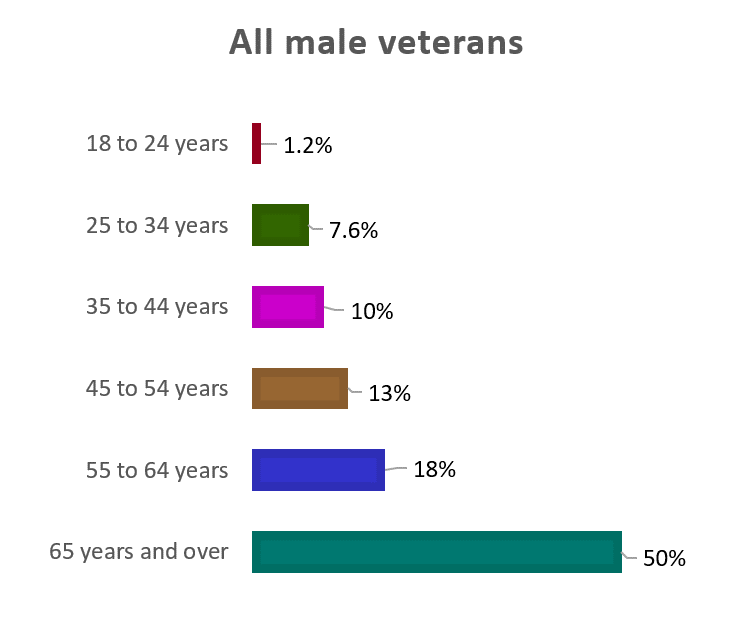 All male veterans
18 to 24 years 1.2%
25 to 34 years 7.6%
35 to 44 years 10%
45 to 54 years 13%
55 to 64 years 18%
65 years and over 50%